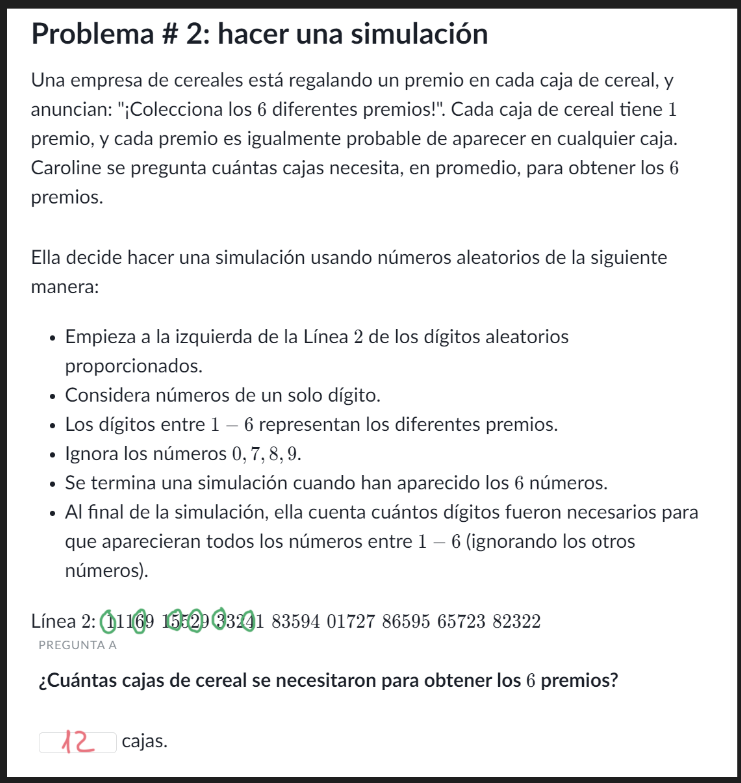 Problema # 2: hacer una simulación
Una empresa de cereales está regalando un premio en cada caja de cereal, y
anuncian: "¡Colecciona los 6 diferentes premios!". Cada caja de cereal tiene 1
premio, y cada premio es igualmente probable de aparecer en cualquier caja.
Caroline se pregunta cuántas cajas necesita, en promedio, para obtener los 6
premios.
Ella decide hacer una simulación usando números aleatorios de la siguiente
manera:
• Empieza a la izquierda de la Línea 2 de los dígitos aleatorios
proporcionados.
• Considera números de un solo dígito.
• Los dígitos entre 1 – 6 representan los diferentes premios.
• Ignora los números 0, 7, 8, 9.
• Se termina una simulación cuando han aparecido los 6 números.
• Al final de la simulación, ella cuenta cuántos dígitos fueron necesarios para
que aparecieran todos los números entre 1 – 6 (ignorando los otros
números).
Línea 2: 11169 15529 33241 83594 01727 86595 65723 82322
PREGUNTA A
¿Cuántas cajas de cereal se necesitaron para obtener los 6 premios?
12 cajas.